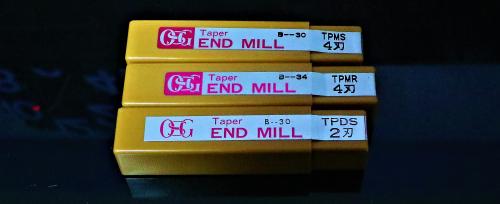 OSG Taper B--30 TPMS
END MILL 4刃
OSG Taper B--34 TPMR
END MILL 4刃
OSG Taper B--30 TPDS
END MILL 2刃